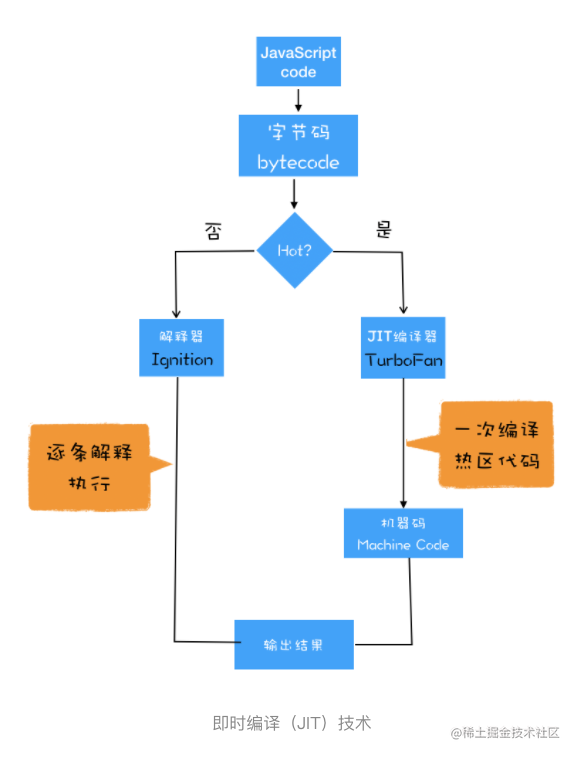 JavaScript
code
字节码
bytecode
Hot?
否
是
解释器
Ignition
JIT编译器
TurboFan
逐条解释
执行
一次编译
热区代码
机器码
Machine Code
输出结果
即时编译（JIT）技术
@稀土掘金技术社区